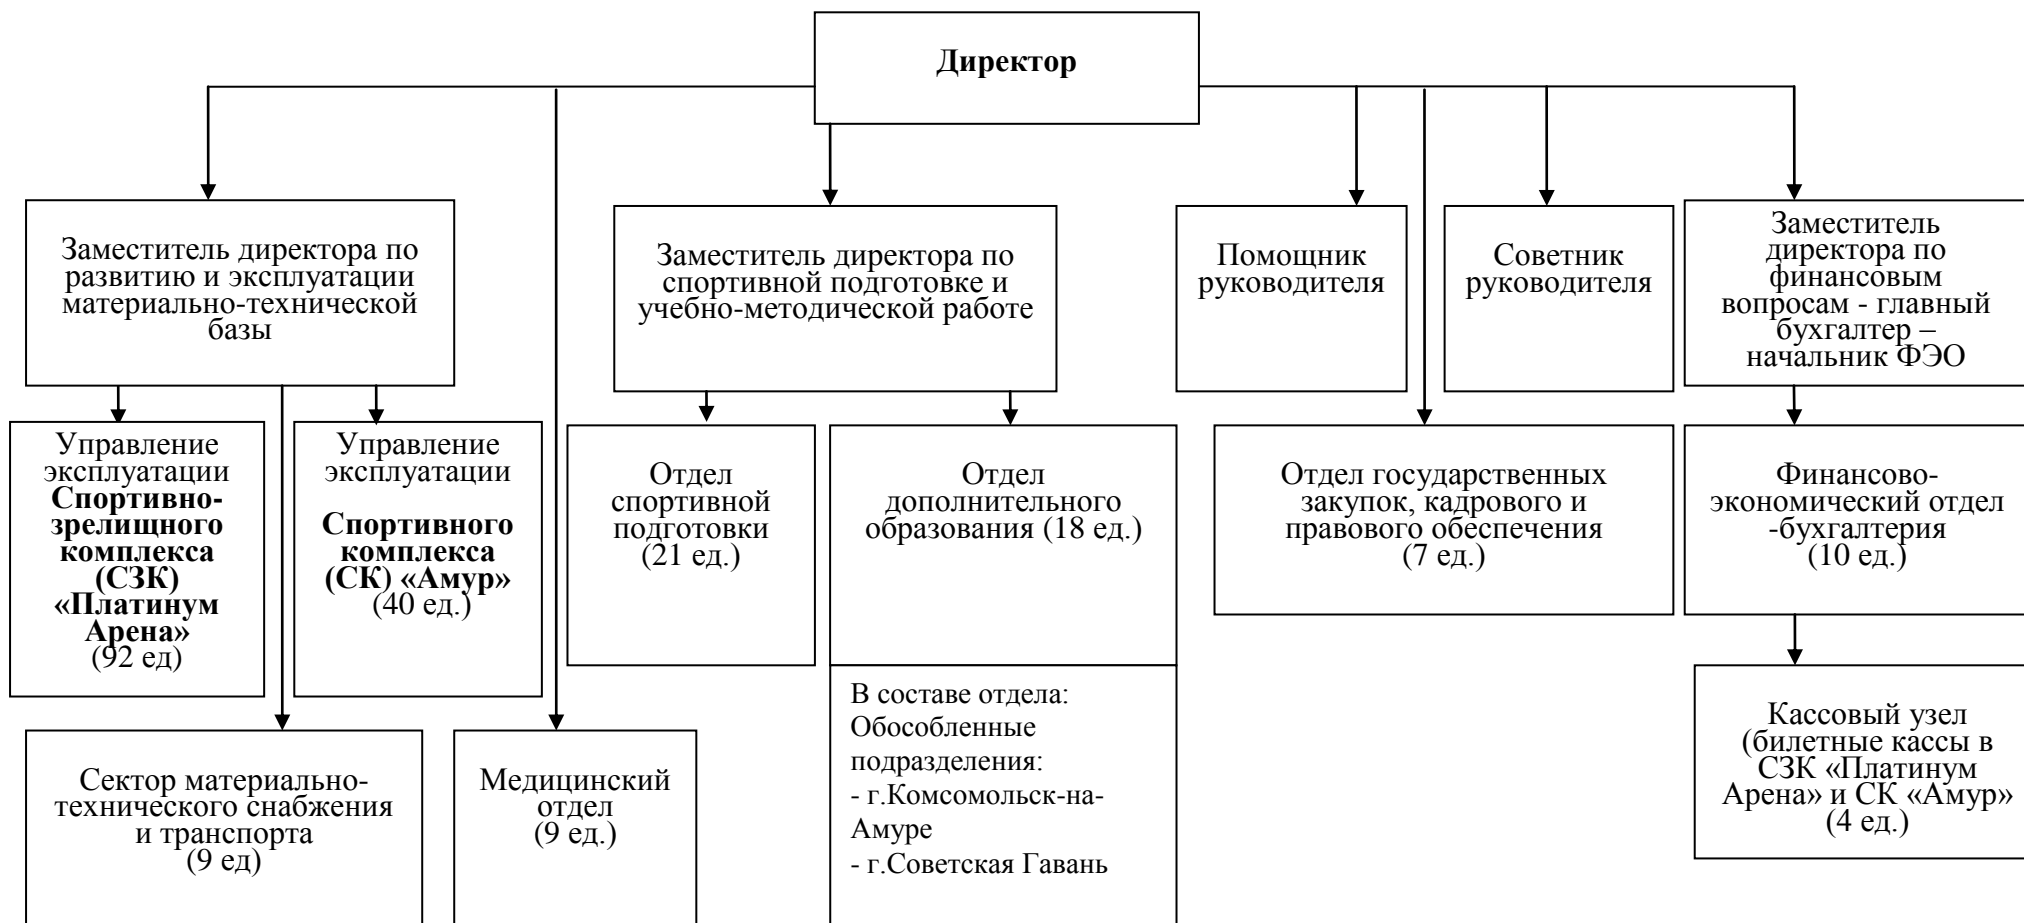 Директор
Заместитель директора по
развитию и эксплуатации
материально-технической
базы
Заместитель директора по
спортивной подготовке и
учебно-методической работе
Помощник
руководителя
Советник
руководителя
Заместитель
директора по
финансовым
вопросам - главный
бухгалтер –
начальник ФЭО
Управление
эксплуатации
Спортивно-
зрелищного
комплекса
(СЗК)
«Платинум
Арена»
(92 ед)
Управление
эксплуатации
Спортивного
комплекса
(СК) «Амур»
(40 ед.)
Отдел
спортивной
подготовки
(21 ед.)
Отдел
дополнительного
образования (18 ед.)
Отдел государственных
закупок, кадрового и
правового обеспечения
(7 ед.)
Финансово-
экономический отдел
-бухгалтерия
(10 ед.)
Сектор материально-
технического снабжения
и транспорта
(9 ед)
Медицинский
отдел
(9 ед.)
В составе отдела:
Обособленные
подразделения:
- г.Комсомольск-на-
Амуре
- г.Советская Гавань
Кассовый узел
(билетные кассы в
СЗК «Платинум
Арена» и СК «Амур»
(4 ед.)